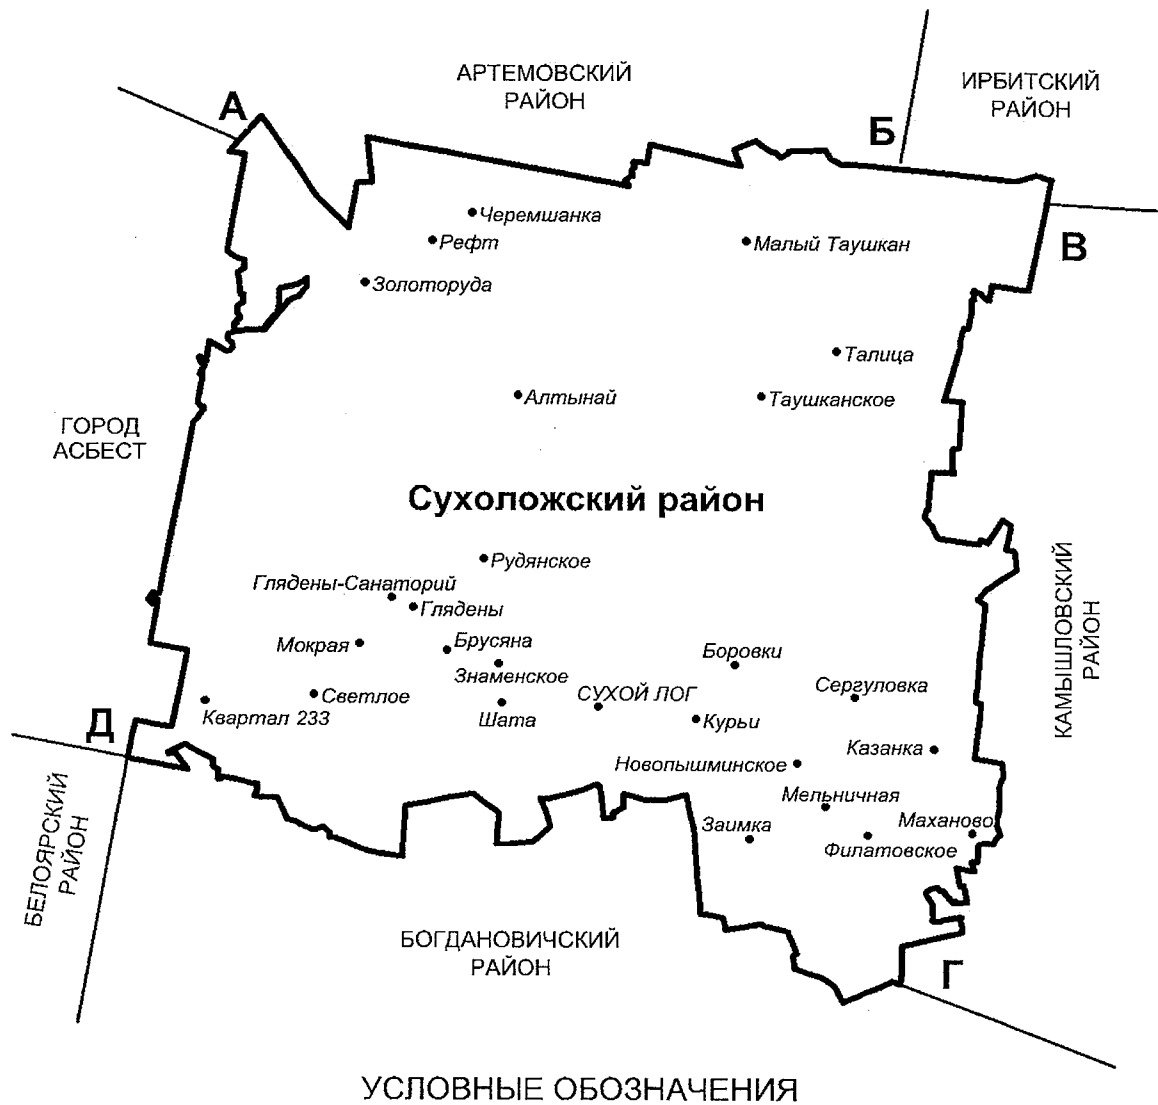 АРТЕМОВСКИЙ
РАЙОН
ИРБИТСКИЙ
РАЙОН
А
Б
В
Черемшанка
Рефт
Малый Таушкан
Золоторуда
Талица
Алтынай
Таушканское
ГОРОД
АСБЕСТ
Сухоложский район
Рудянское
Глядены-Санаторий
Глядены
КАМЫШЛОВСКИЙ
РАЙОН
Мокрая
Брусяна
Боровки
Знаменское
Сергуловка
Светлое
СУХОЙ ЛОГ
Квартал 233
Шата
Курьи
Д
Казанка
Новопышминское
Мельничная
Заимка
Маханово
Филатовское
БЕЛОЯРСКИЙ
РАЙОН
БОГДАНОВИЧСКИЙ
РАЙОН
Г
УСЛОВНЫЕ ОБОЗНАЧЕНИЯ